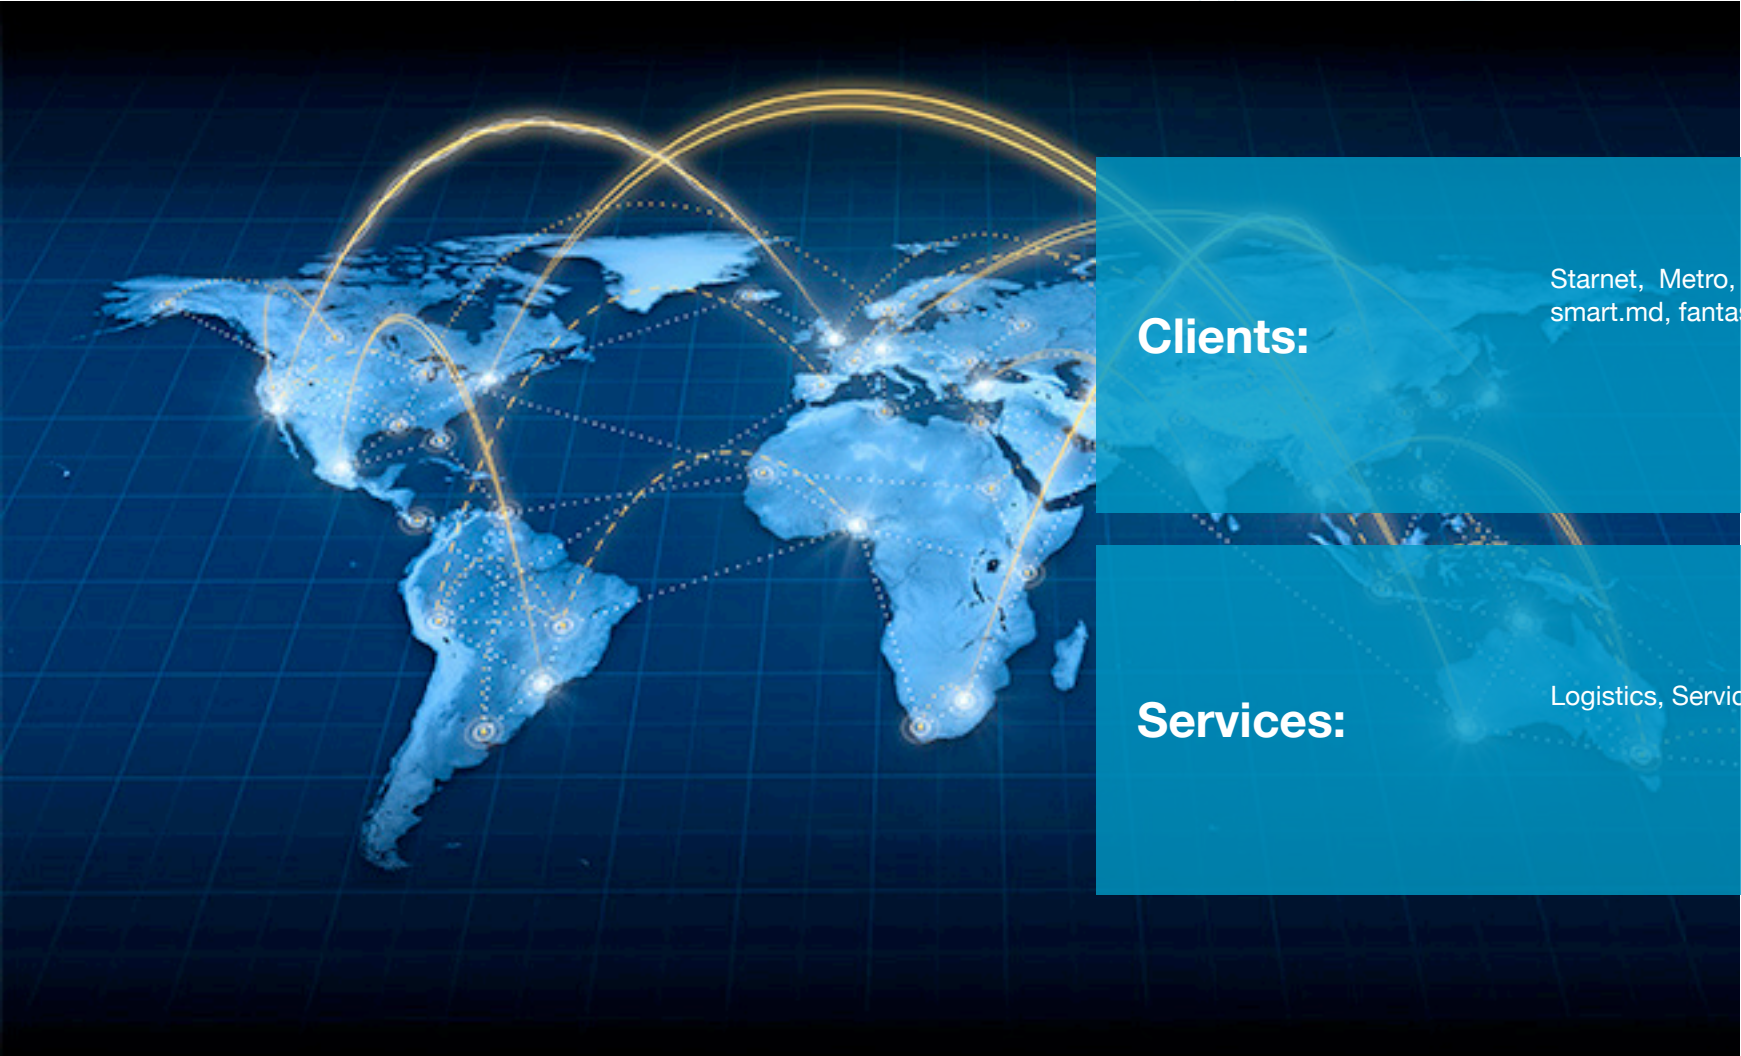 Clients:
Starnet, Metro,
smart.md,
Services:
Logistics,